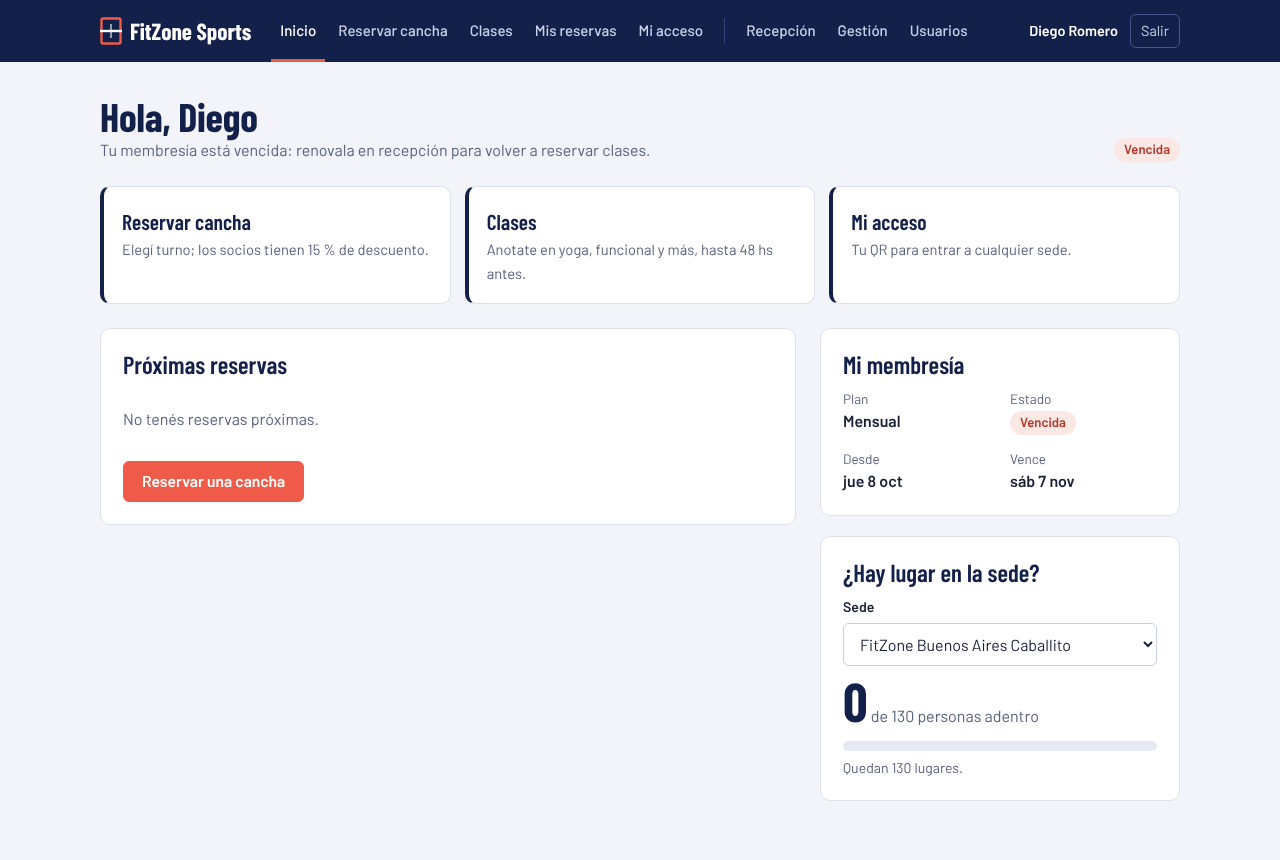 FitZone Sports
Inicio
Reservar cancha
Clases
Mis reservas
Mi acceso
Recepción
Gestión
Usuarios
Diego Romero
Salir
Hola, Diego
Tu membresía está vencida: renovala en recepción para volver a reservar clases.
Vencida
Reservar cancha
Elegí turno; los socios tienen 15 % de descuento.
Clases
Anotate en yoga, funcional y más, hasta 48 hs
antes.
Mi acceso
Tu QR para entrar a cualquier sede.
Próximas reservas
No tenés reservas próximas.
Reservar una cancha
Mi membresía
Plan
Mensual
Estado
Vencida
Desde
jue 8 oct
Vence
sáb 7 nov
¿Hay lugar en la sede?
Sede
FitZone Buenos Aires Caballito
0 de 130 personas adentro
Quedan 130 lugares.